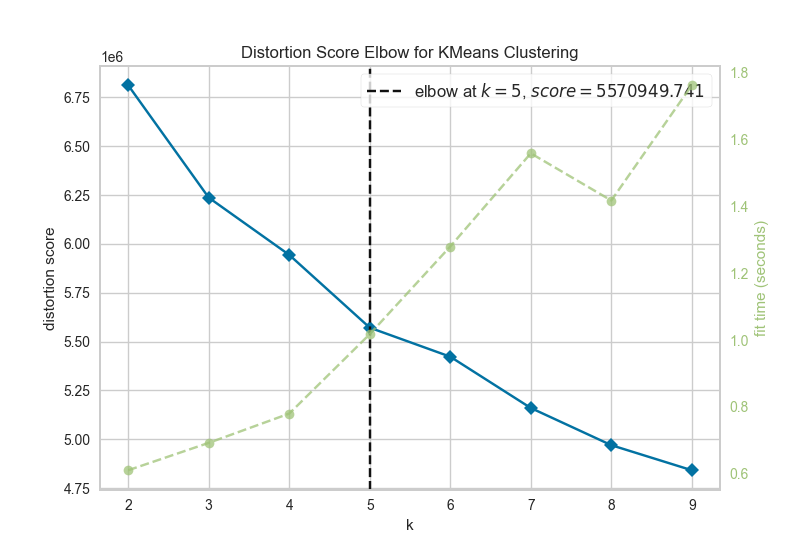 Distortion Score Elbow for KMeans Clustering
1e6
elbow at k = 5, score = 5570949.741
distortion score
6.75
6.50
6.25
6.00
5.75
5.50
5.25
5.00
4.75
1.8
1.6
1.4
1.2
1.0
0.8
0.6
fit time (seconds)
2 3 4 5 6 7 8 9
k